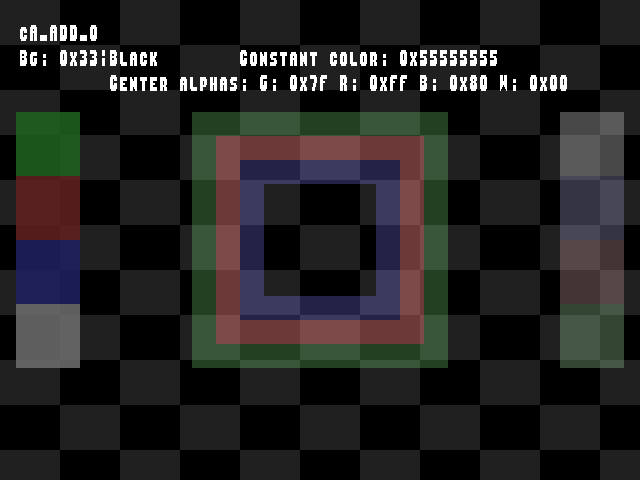 cA_ADD_0
Bg: 0x33¦Black Constant color: 0x55555555
Center alphas: G: 0x7f R: 0xff B: 0x80 W: 0x00